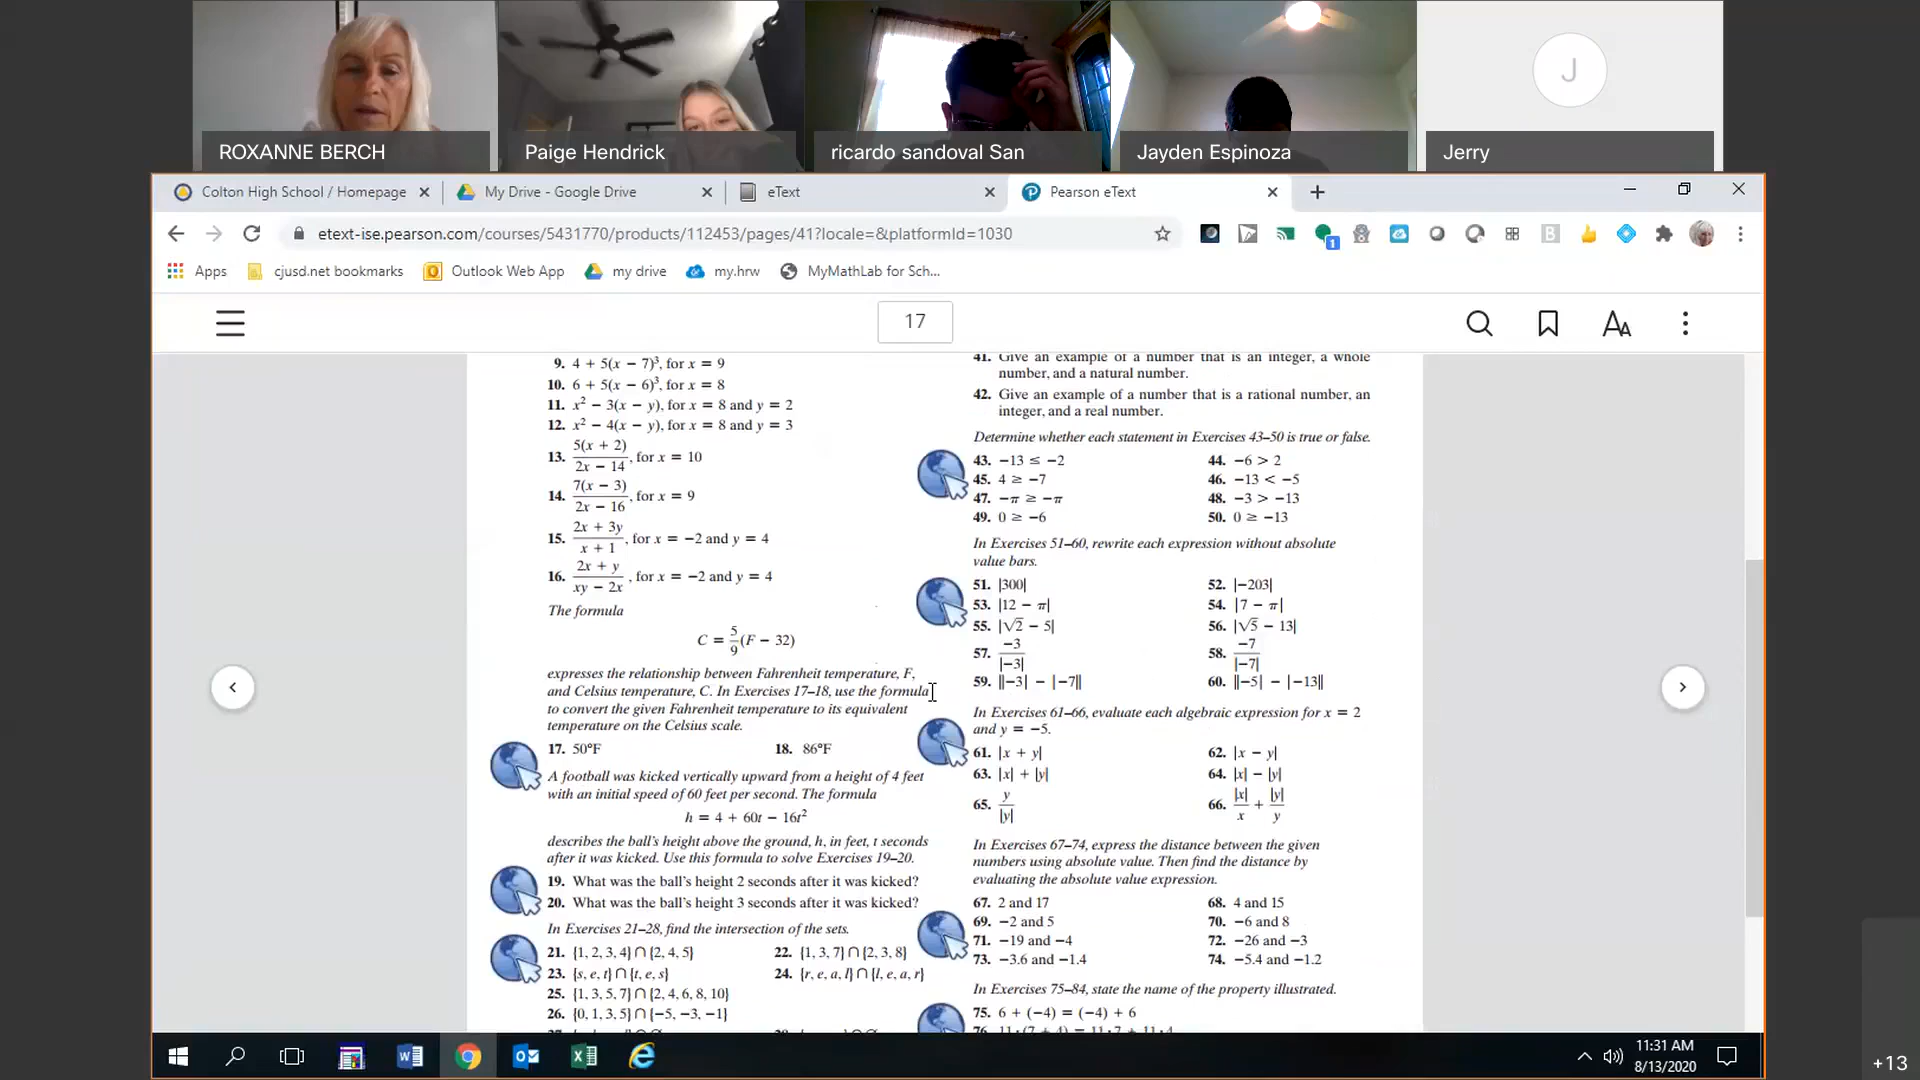 ROXANNE BERCH
Paige Hendrick
ricardo sandoval San
Jayden Espinoza
J
Jerry
Colton High School / Homepage
My Drive - Google Drive
eText
Pearson eText
etext-ise.pearson.com/courses/5431770/products/112453/pages/41?locale=&platformId=1030
Apps
cjusd.net bookmarks
Outlook Web App
my drive
my.hrw
MyMathLab for Sch...
17
9. 4 + 5(x − 7)³, for x = 9
10. 6 + 5(x − 6)³, for x = 8
11. x² − 3(x − y), for x = 8 and y = 2
12. x² − 4(x − y), for x = 8 and y = 3
13. 5(x + 2) / 2x − 14, for x = 10
14. 7(x − 3) / 2x − 16, for x = 9
15. 2x + 3y / x + 1, for x = −2 and y = 4
16. 2x + y / xy − 2x, for x = −2 and y = 4
The formula
C = 5/9 (F − 32)
expresses the relationship between Fahrenheit temperature, F,
and Celsius temperature, C. In Exercises 17–18, use the formula
to convert the given Fahrenheit temperature to its equivalent
temperature on the Celsius scale.
17. 50°F
18. 86°F
A football was kicked vertically upward from a height of 4 feet
with an initial speed of 60 feet per second. The formula
h = 4 + 60t − 16t²
describes the ball's height above the ground, h, in feet, t seconds
after it was kicked. Use this formula to solve Exercises 19–20.
19. What was the ball's height 2 seconds after it was kicked?
20. What was the ball's height 3 seconds after it was kicked?
In Exercises 21–28, find the intersection of the sets.
21. {1, 2, 3, 4} ∩ {2, 4, 5}
22. {1, 3, 7} ∩ {2, 3, 8}
23. {s, e, t} ∩ {t, e, s}
24. {r, e, a, l} ∩ {l, e, a, r}
25. {1, 3, 5, 7} ∩ {2, 4, 6, 8, 10}
26. {0, 1, 3, 5} ∩ {−5, −3, −1}
41. Give an example of a number that is an integer, a whole
number, and a natural number.
42. Give an example of a number that is a rational number, an
integer, and a real number.
Determine whether each statement in Exercises 43–50 is true or false.
43. −13 ≤ −2
44. −6 > 2
45. 4 ≥ −7
46. −13 < −5
47. −π ≥ −π
48. −3 > −13
49. 0 ≥ −6
50. 0 ≥ −13
In Exercises 51–60, rewrite each expression without absolute
value bars.
51. |300|
52. |−203|
53. |12 − π|
54. |7 − π|
55. |√2 − 5|
56. |√5 − 13|
57. −3 / |−3|
58. −7 / |−7|
59. ||−3| − |−7||
60. ||−5| − |−13||
In Exercises 61–66, evaluate each algebraic expression for x = 2
and y = −5.
61. |x + y|
62. |x − y|
63. |x| + |y|
64. |x| − |y|
65. y / |y|
66. |x| / x + |y| / y
In Exercises 67–74, express the distance between the given
numbers using absolute value. Then find the distance by
evaluating the absolute value expression.
67. 2 and 17
68. 4 and 15
69. −2 and 5
70. −6 and 8
71. −19 and −4
72. −26 and −3
73. −3.6 and −1.4
74. −5.4 and −1.2
In Exercises 75–84, state the name of the property illustrated.
75. 6 + (−4) = (−4) + 6
76. 11 · (7 + 4) = 11 · 7 + 11 · 4
11:31 AM
8/13/2020
+13